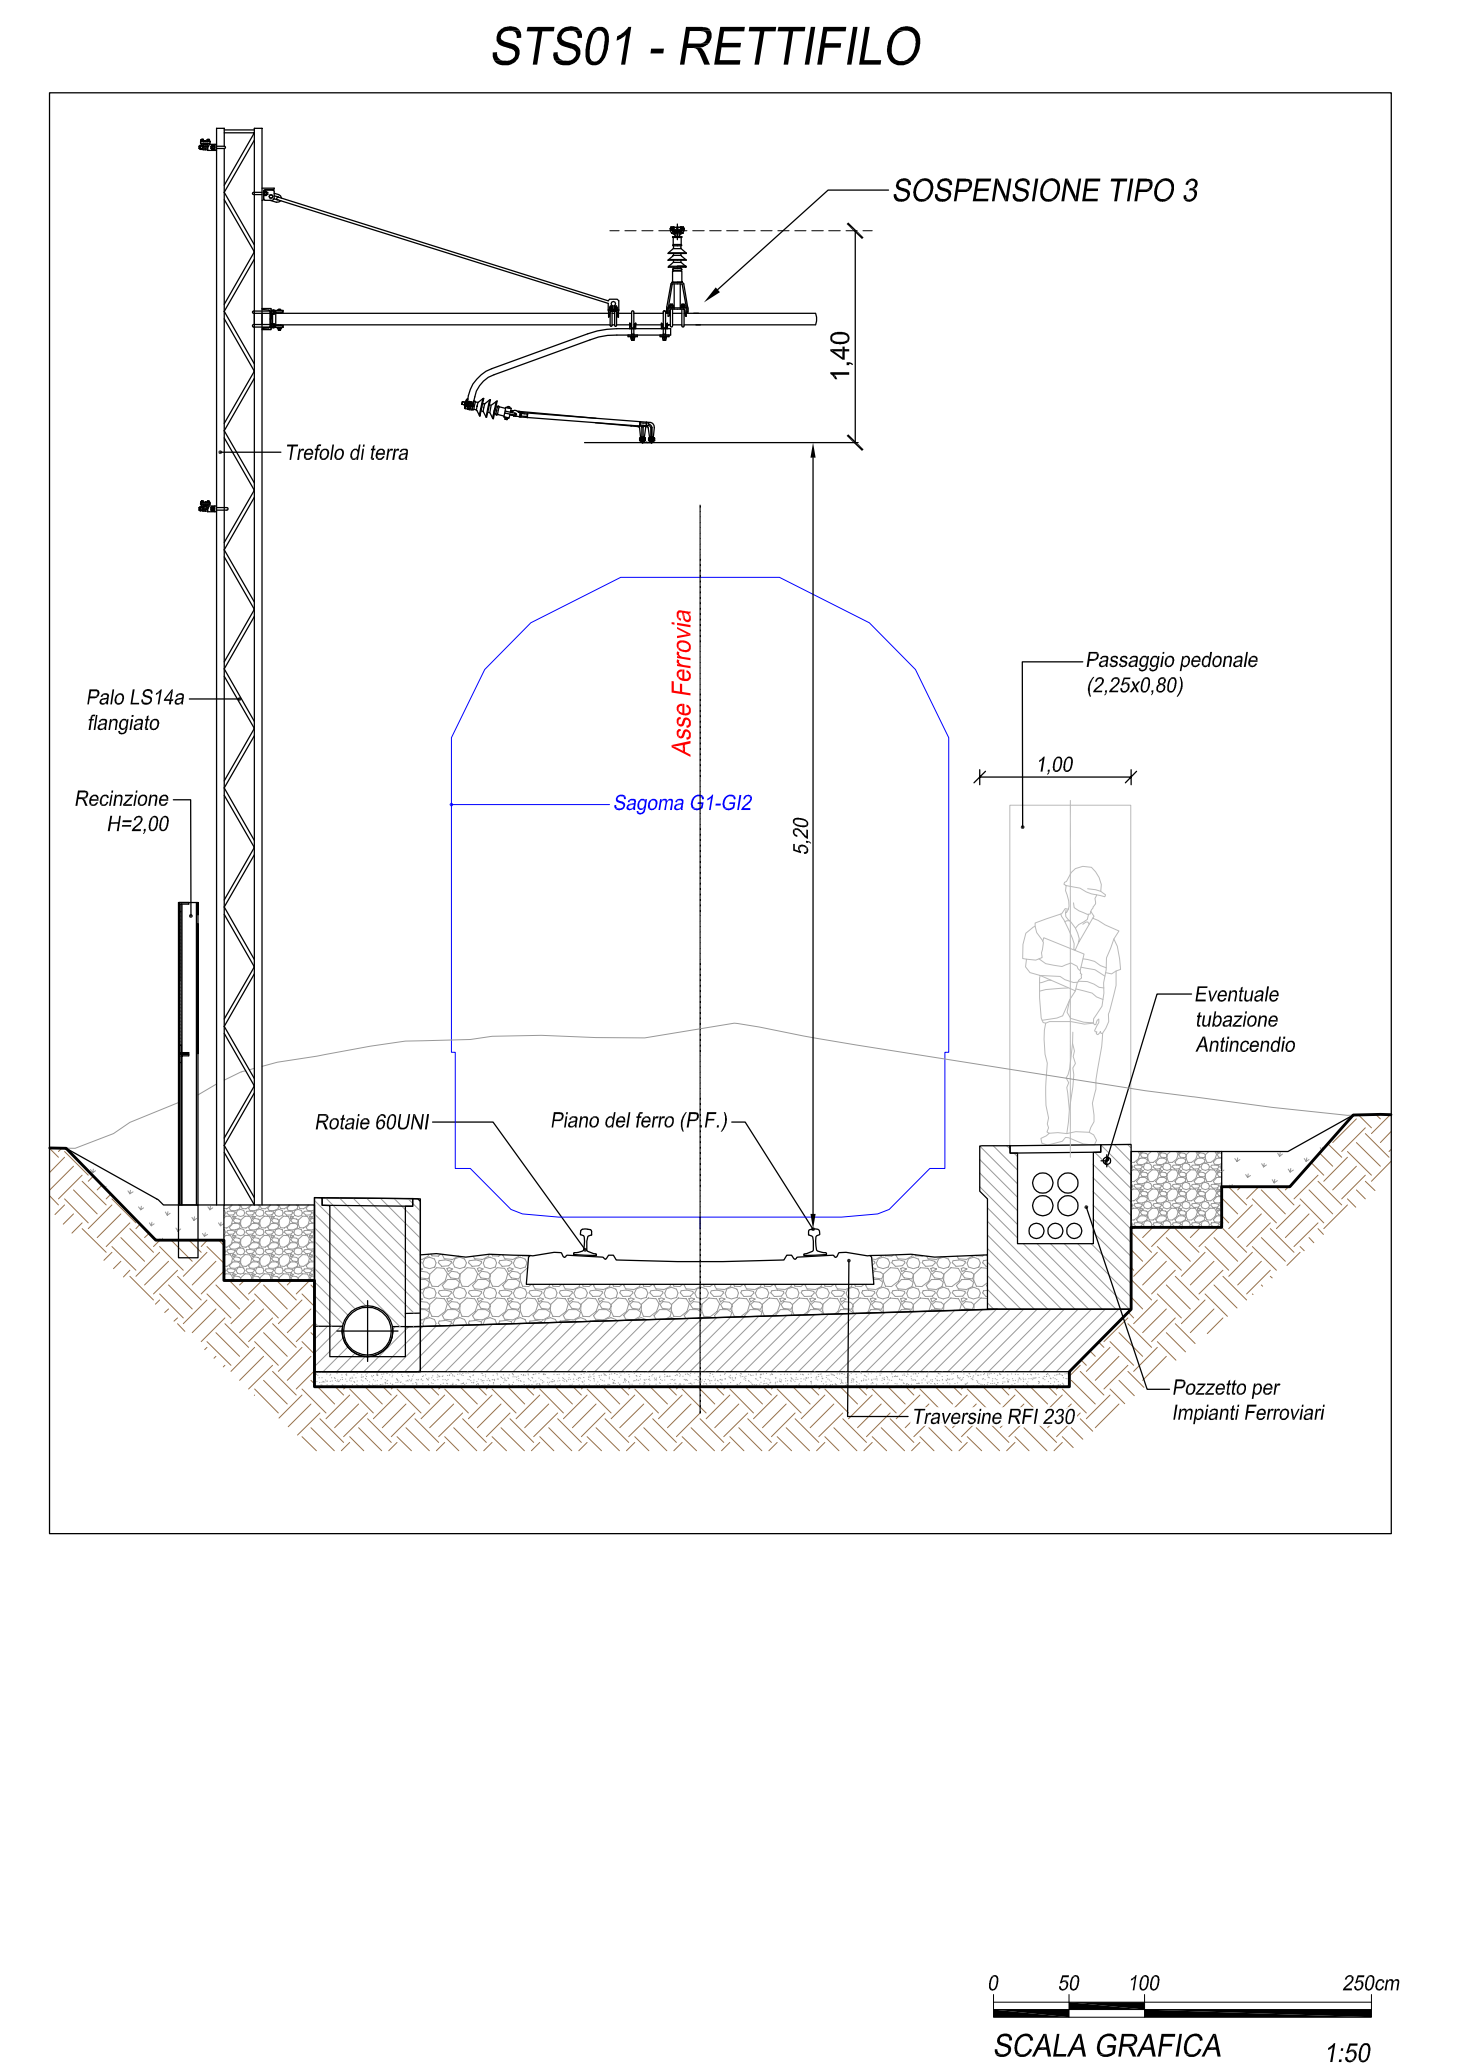 STS01 - RETTIFILO
SOSPENSIONE TIPO 3
1,40
Trefolo di terra
Asse Ferrovia
Passaggio pedonale
(2,25x0,80)
Palo LS14a
flangiato
1,00
Recinzione
H=2,00
Sagoma G1-GI2
5,20
Eventuale
tubazione
Antincendio
Rotaie 60UNI
Piano del ferro (P.F.)
Pozzetto per
Impianti Ferroviari
Traversine RFI 230
0 50 100 250cm
SCALA GRAFICA 1:50